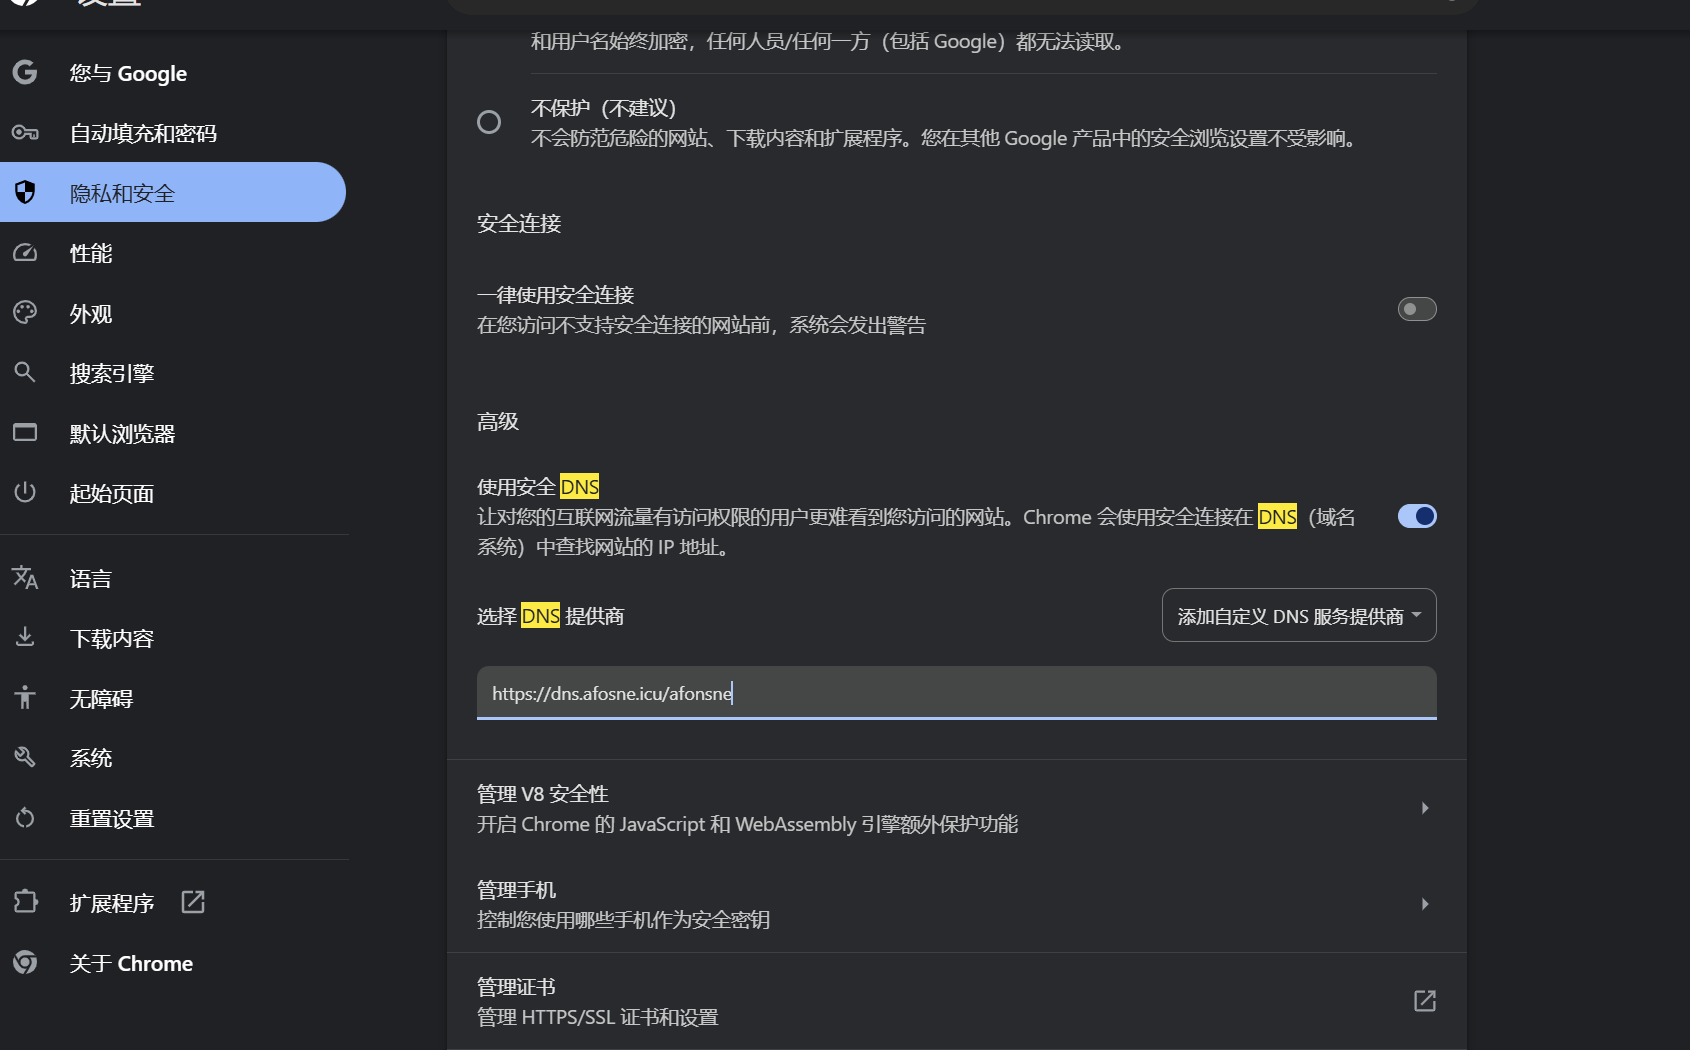 设置
您与 Google
自动填充和密码
隐私和安全
性能
外观
搜索引擎
默认浏览器
起始页面
语言
下载内容
无障碍
系统
重置设置
扩展程序
关于 Chrome
和用户名始终加密，任何人员/任何一方（包括 Google）都无法读取。
不保护（不建议）
不会防范危险的网站、下载内容和扩展程序。您在其他 Google 产品中的安全浏览设置不受影响。
安全连接
一律使用安全连接
在您访问不支持安全连接的网站前，系统会发出警告
高级
使用安全 DNS
让对您的互联网流量有访问权限的用户更难看到您访问的网站。Chrome 会使用安全连接在 DNS（域名
系统）中查找网站的 IP 地址。
选择 DNS 提供商
添加自定义 DNS 服务提供商
https://dns.afosne.icu/afonsne
管理 V8 安全性
开启 Chrome 的 JavaScript 和 WebAssembly 引擎额外保护功能
管理手机
控制您使用哪些手机作为安全密钥
管理证书
管理 HTTPS/SSL 证书和设置